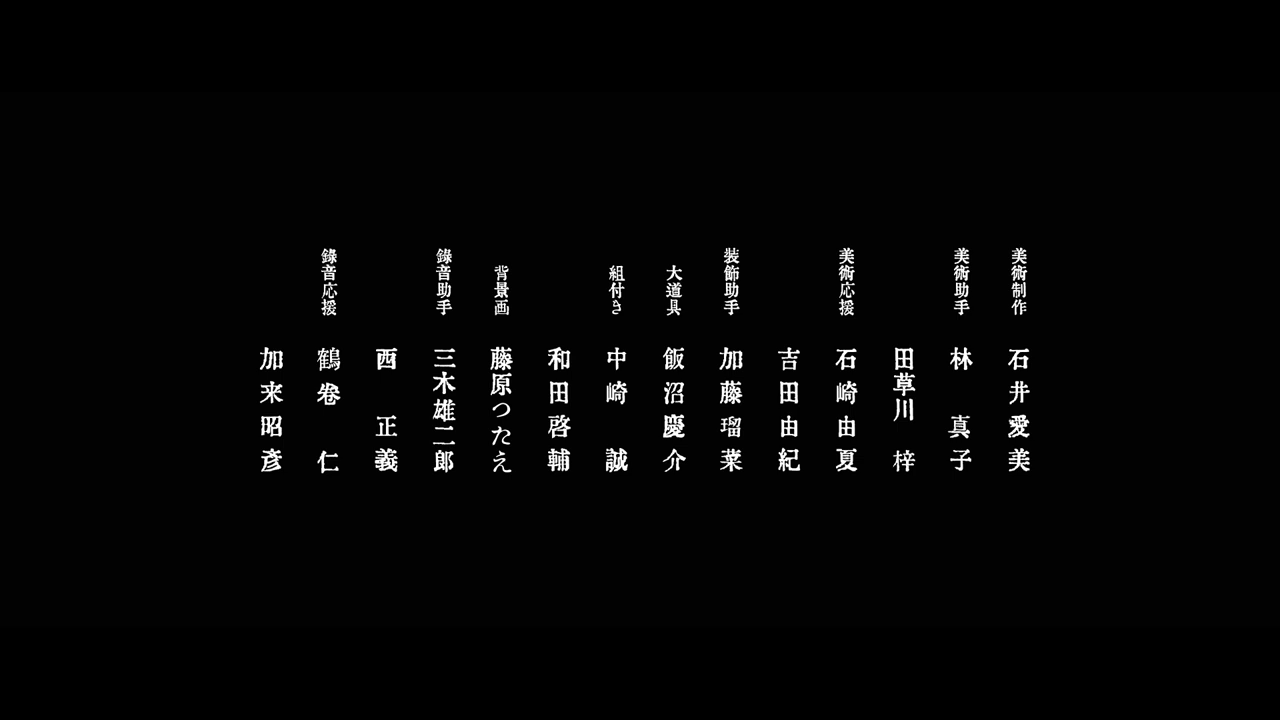 美術制作 石井愛美
美術助手 林 真子
田草川 梓
美術応援 石崎由夏
吉田由紀
装飾助手 加藤瑠菜
大道具 飯沼慶介
組付き 中崎 誠
和田啓輔
背景画 藤原つたえ
録音助手 三木雄二郎
西 正義
録音応援 鶴巻 仁
加来昭彦